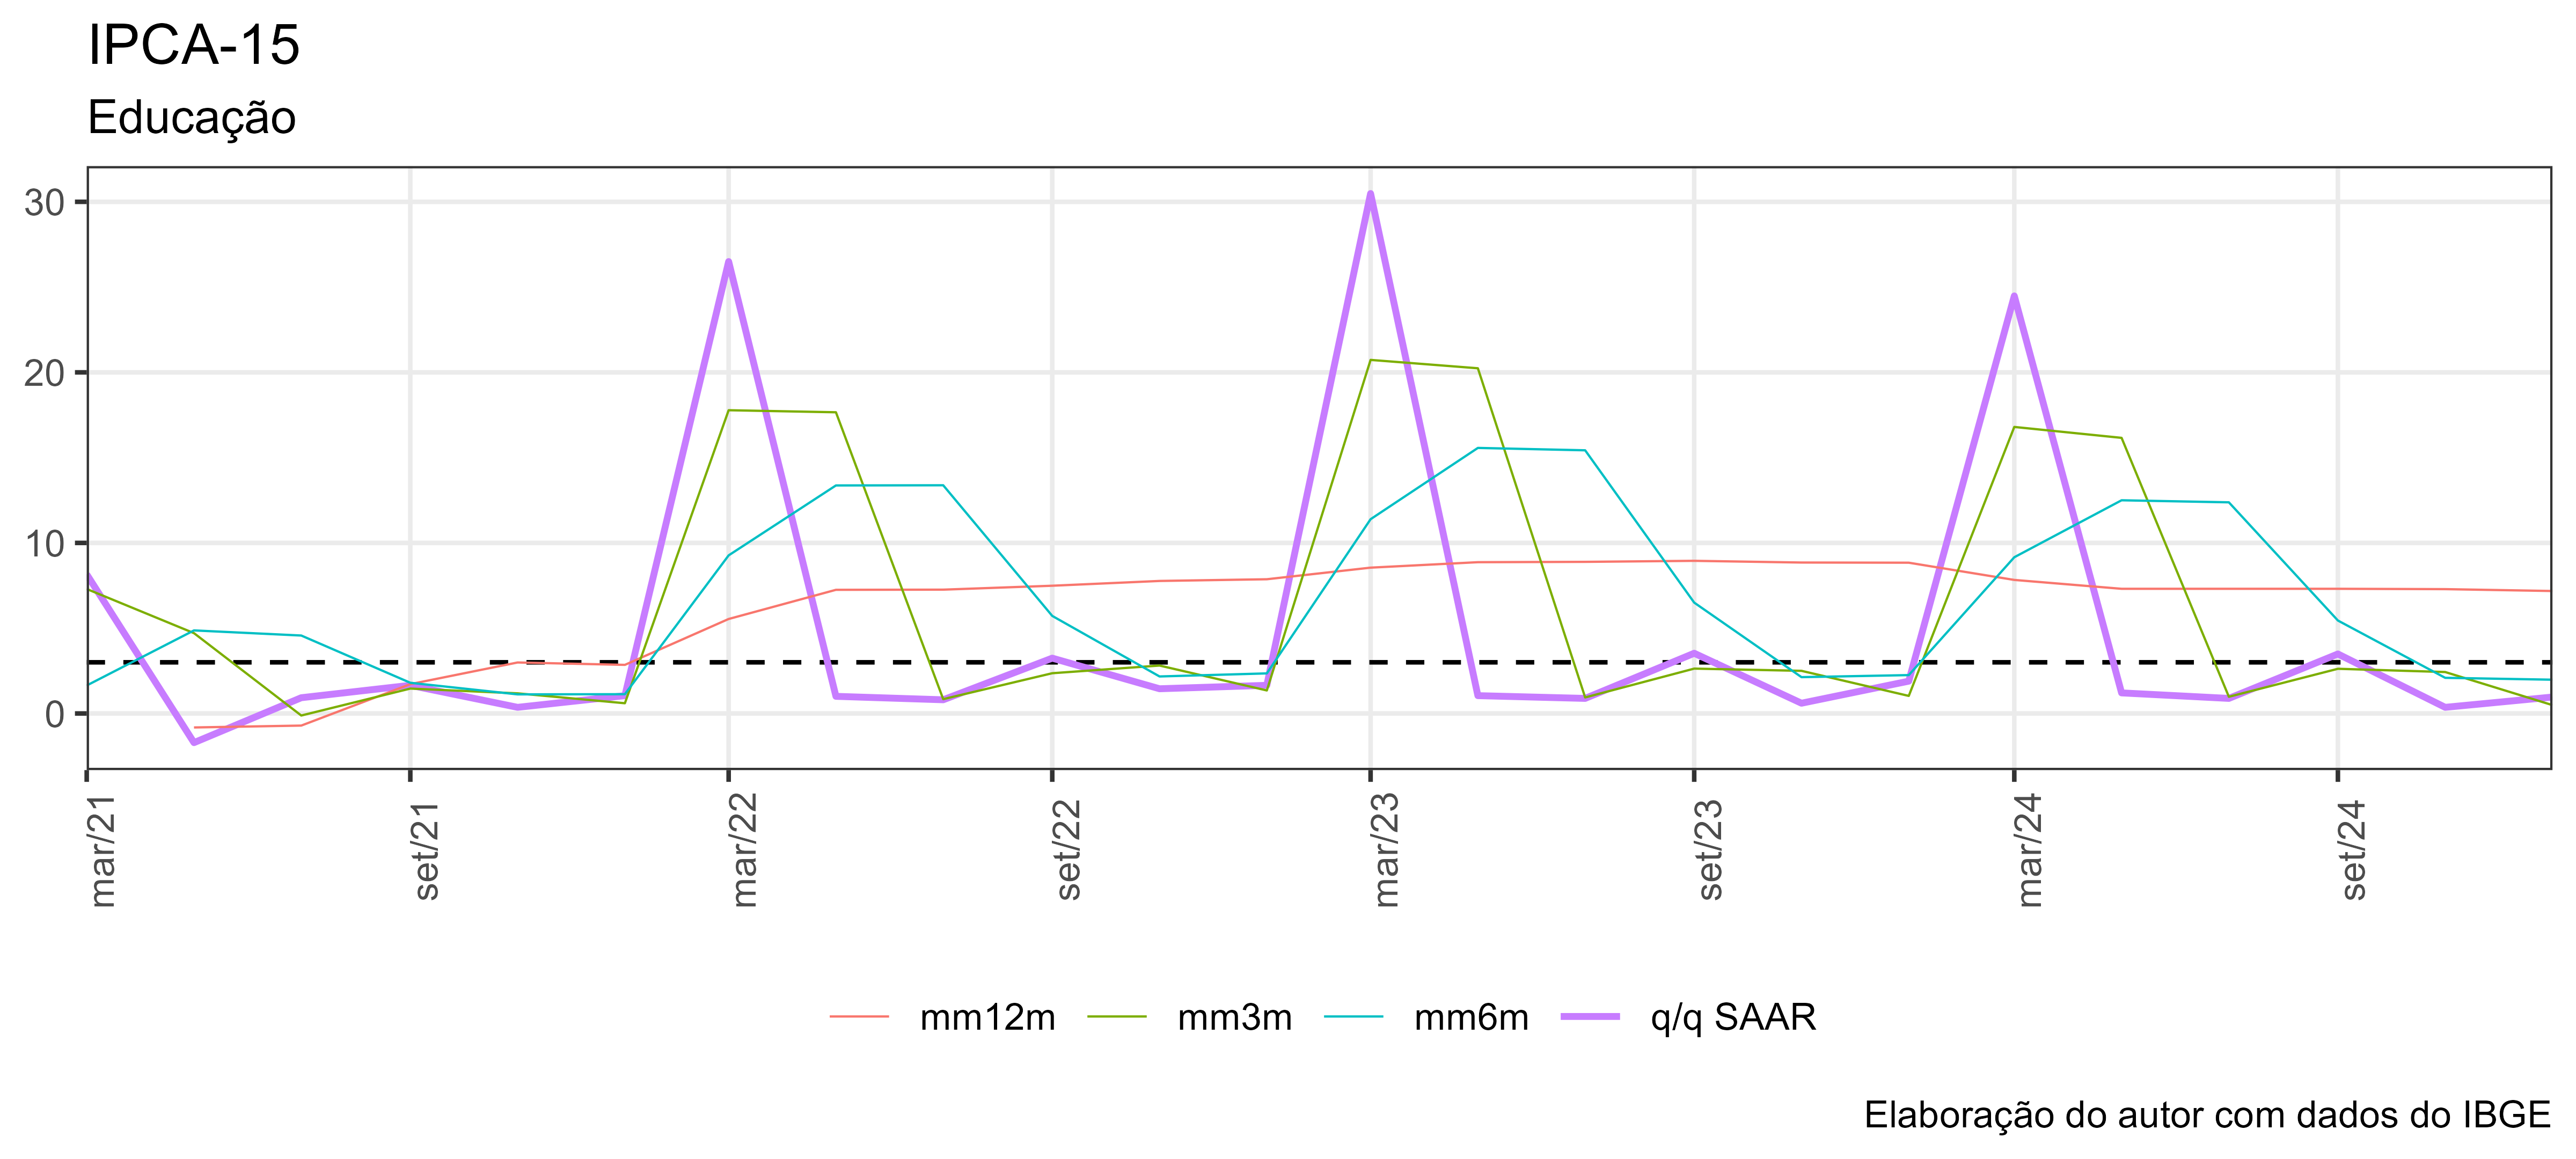 IPCA-15
Educação
30
20
10
0
mar/21
set/21
mar/22
set/22
mar/23
set/23
mar/24
set/24
mm12m mm3m mm6m q/q SAAR
Elaboração do autor com dados do IBGE